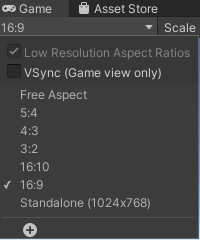 Game Asset Store
16:9 Scale
Low Resolution Aspect Ratios
VSync (Game view only)
Free Aspect
5:4
4:3
3:2
16:10
16:9
Standalone (1024x768)